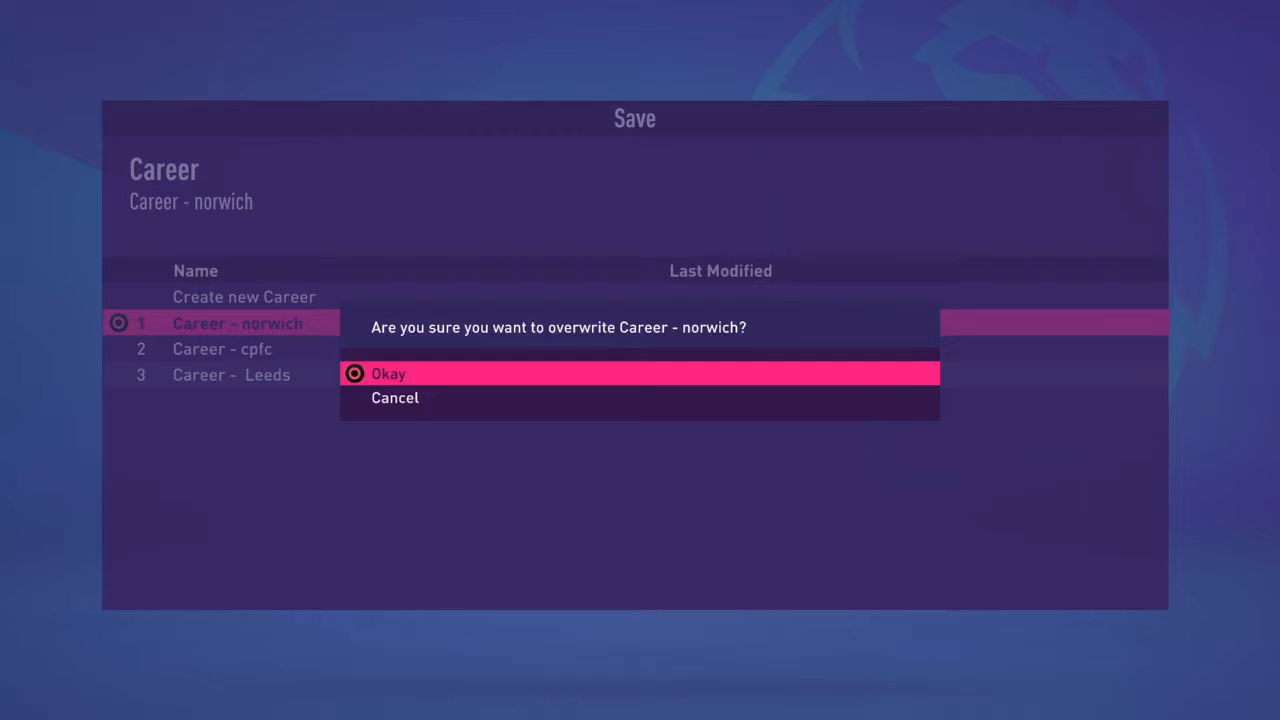 Save
Career
Career - norwich
Name Last Modified
Create new Career
1 Career - norwich
2 Career - cpfc
3 Career - Leeds
Are you sure you want to overwrite Career - norwich?
Okay
Cancel